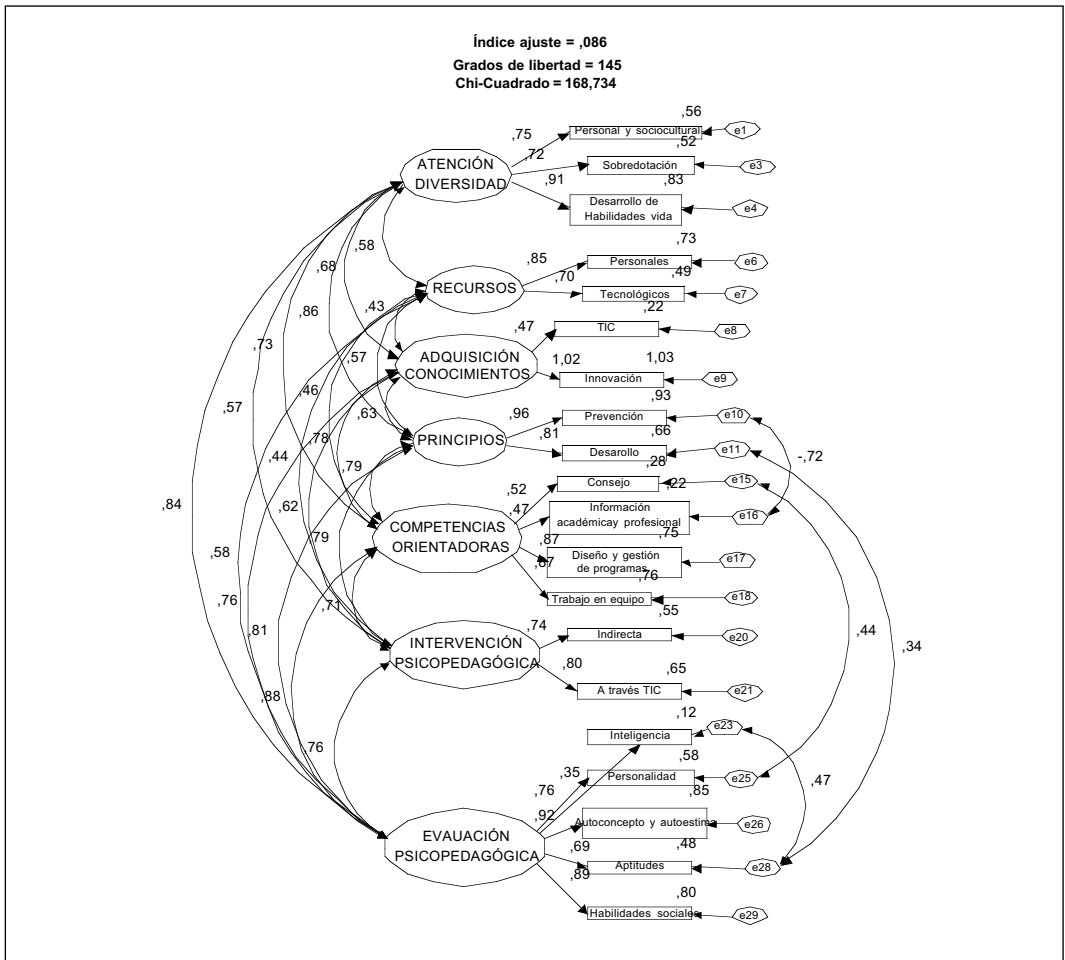 Índice ajuste = ,086
Grados de libertad = 145
Chi-Cuadrado = 168,734
,56
Personal y sociocultural
e1
,75
,52
,72
Sobredotación
e3
ATENCIÓN
DIVERSIDAD
,91
,83
Desarrollo de
Habilidades vida
e4
,58
,73
,85
Personales
e6
,68
,70
,49
RECURSOS
Tecnológicos
e7
,86
,43
,22
,47
TIC
e8
,73
,57
ADQUISICIÓN
CONOCIMIENTOS
1,02
1,03
Innovación
e9
,46
,93
,57
,63
,96
Prevención
e10
,78
PRINCIPIOS
,81
,66
Desarollo
e11
,44
,79
,28
-,72
Consejo
e15
,52
,22
,84
,62
,47
Información
académicay profesional
e16
COMPETENCIAS
ORIENTADORAS
,79
,87
,75
,58
Diseño y gestión
de programas
e17
,87
,76
,76
,71
Trabajo en equipo
e18
,55
,81
,74
Indirecta
e20
,44
,34
INTERVENCIÓN
PSICOPEDAGÓGICA
,80
,65
A través TIC
e21
,88
,12
Inteligencia
e23
,76
,58
,35
Personalidad
e25
,47
,76
,85
,92
Autoconcepto y autoestima
e26
EVAUACIÓN
PSICOPEDAGÓGICA
,69
,48
Aptitudes
e28
,89
,80
Habilidades sociales
e29